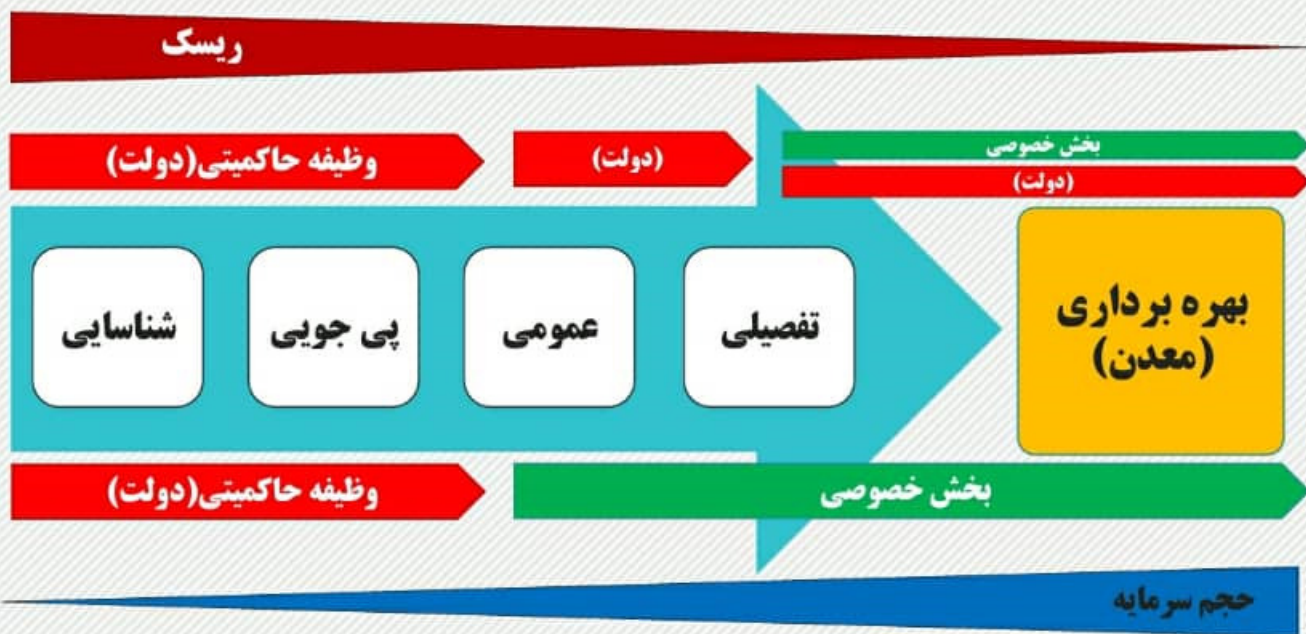 ریسک
وظیفه حاکمیتی(دولت)
(دولت)
بخش خصوصی
(دولت)
شناسایی
پی جویی
عمومی
تفصیلی
بهره برداری
(معدن)
وظیفه حاکمیتی(دولت)
بخش خصوصی
حجم سرمایه